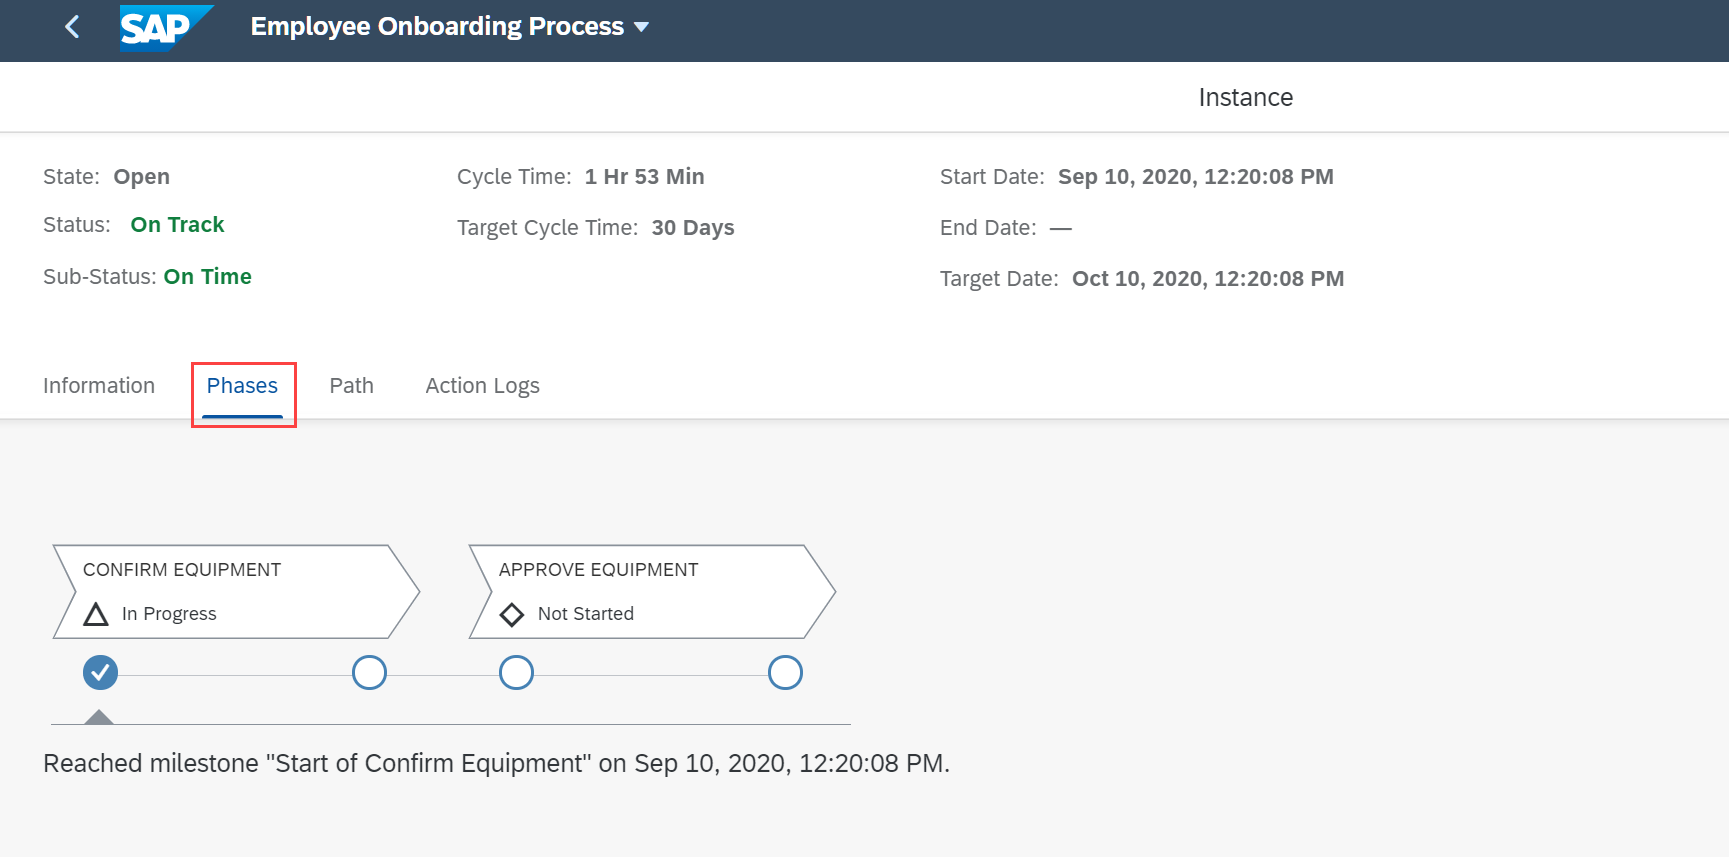 SAP Employee Onboarding Process
Instance
State: Open
Status: On Track
Sub-Status: On Time
Cycle Time: 1 Hr 53 Min
Target Cycle Time: 30 Days
Start Date: Sep 10, 2020, 12:20:08 PM
End Date: —
Target Date: Oct 10, 2020, 12:20:08 PM
Information Phases Path Action Logs
CONFIRM EQUIPMENT
In Progress
APPROVE EQUIPMENT
Not Started
Reached milestone "Start of Confirm Equipment" on Sep 10, 2020, 12:20:08 PM.